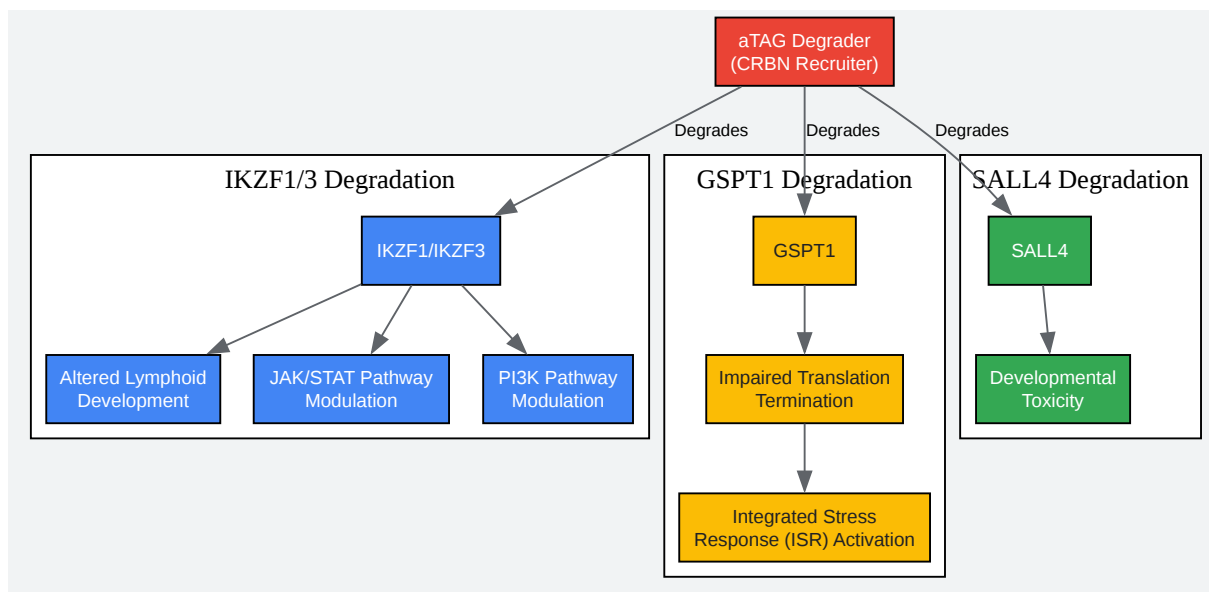 aTAG Degrader
(CRBN Recruiter)
Degrades
Degrades
Degrades
IKZF1/3 Degradation
GSPT1 Degradation
SALL4 Degradation
IKZF1/IKZF3
GSPT1
SALL4
Altered Lymphoid
Development
JAK/STAT Pathway
Modulation
PI3K Pathway
Modulation
Impaired Translation
Termination
Developmental
Toxicity
Integrated Stress
Response (ISR) Activation